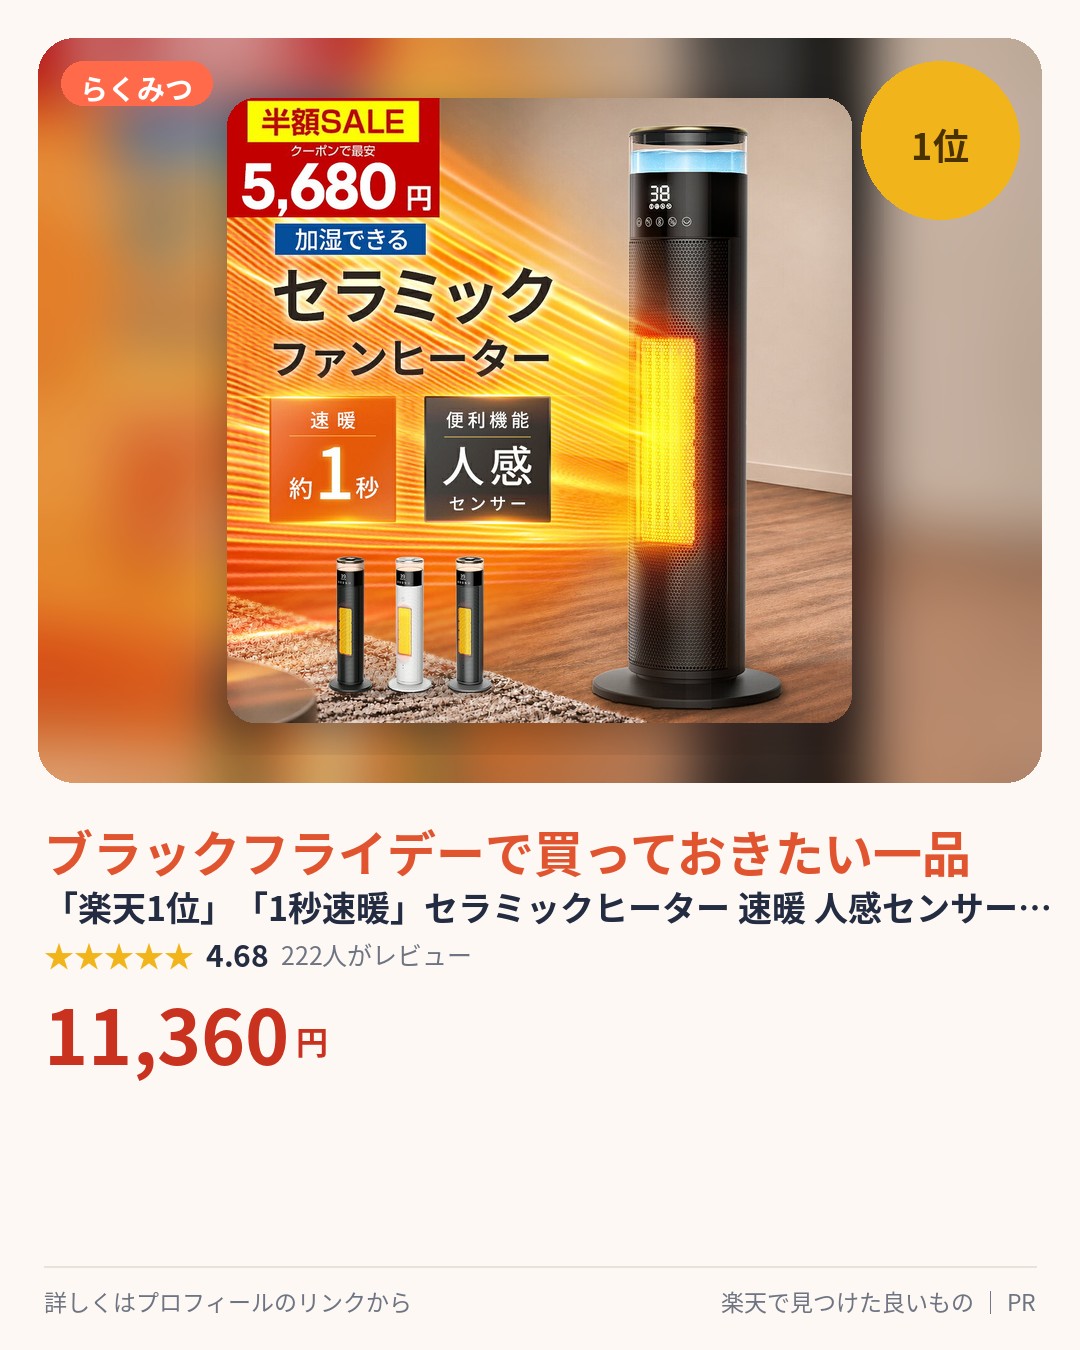 らくみつ
1位
半額SALE
クーポンで最安
5,680円
加湿できる
セラミック
ファンヒーター
速暖
約1秒
便利機能
人感
センサー
38
ブラックフライデーで買っておきたい一品
「楽天1位」「1秒速暖」セラミックヒーター 速暖 人感センサー…
★★★★★ 4.68 222人がレビュー
11,360円
詳しくはプロフィールのリンクから
楽天で見つけた良いもの｜PR